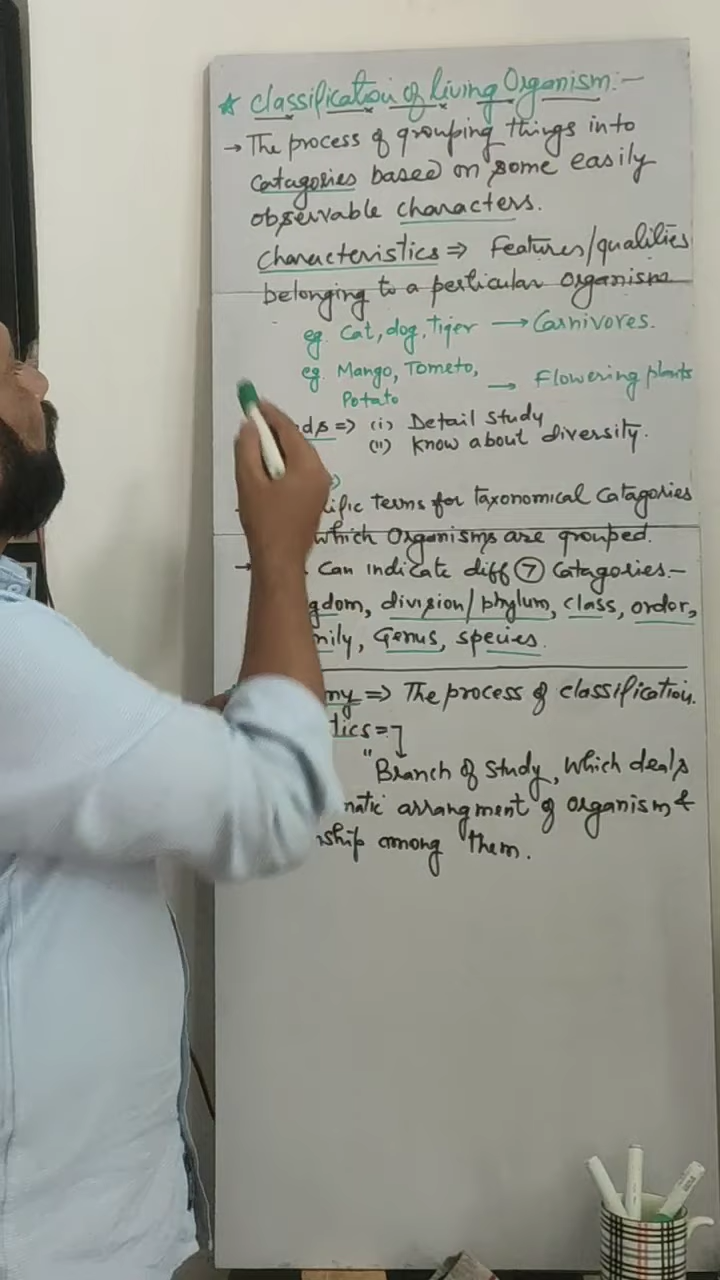 * Classification of living Organism:-
→ The process of grouping things into
Catagories based on some easily
observable characters.
Characteristics ⇒ Features/qualities
belonging to a perticular organism
eg. Cat, dog, Tiger → Carnivores.
eg. Mango, Tometo,
Potato → Flowering plants
ds ⇒ (i) Detail study
(ii) Know about diversity.
ific terms for taxonomical Catagories
which Organisms are grouped.
→ Can indicate diff (7) Catagories.-
gdom, division/phylum, class, order,
mily, Genus, species.
my ⇒ The process of classification.
tics =
"Branch of study, which deals
matic arrangment of organism &
nship among them.